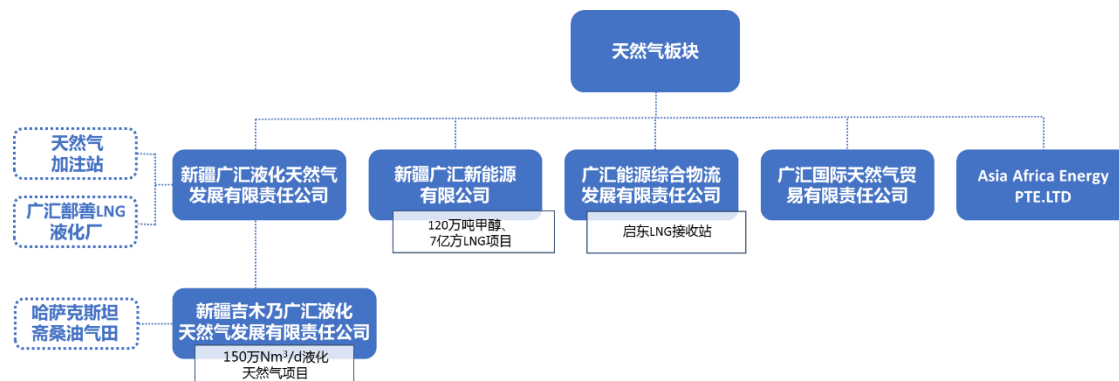 天然气板块
天然气
加注站
广汇鄯善LNG
液化厂
新疆广汇液化天然气
发展有限责任公司
新疆广汇新能源
有限公司
120万吨甲醇、
7亿方LNG项目
广汇能源综合物流
发展有限责任公司
启东LNG接收站
广汇国际天然气贸
易有限责任公司
Asia Africa Energy
PTE.LTD
哈萨克斯坦
斋桑油气田
新疆吉木乃广汇液化
天然气发展有限责任公司
150万Nm³/d液化
天然气项目